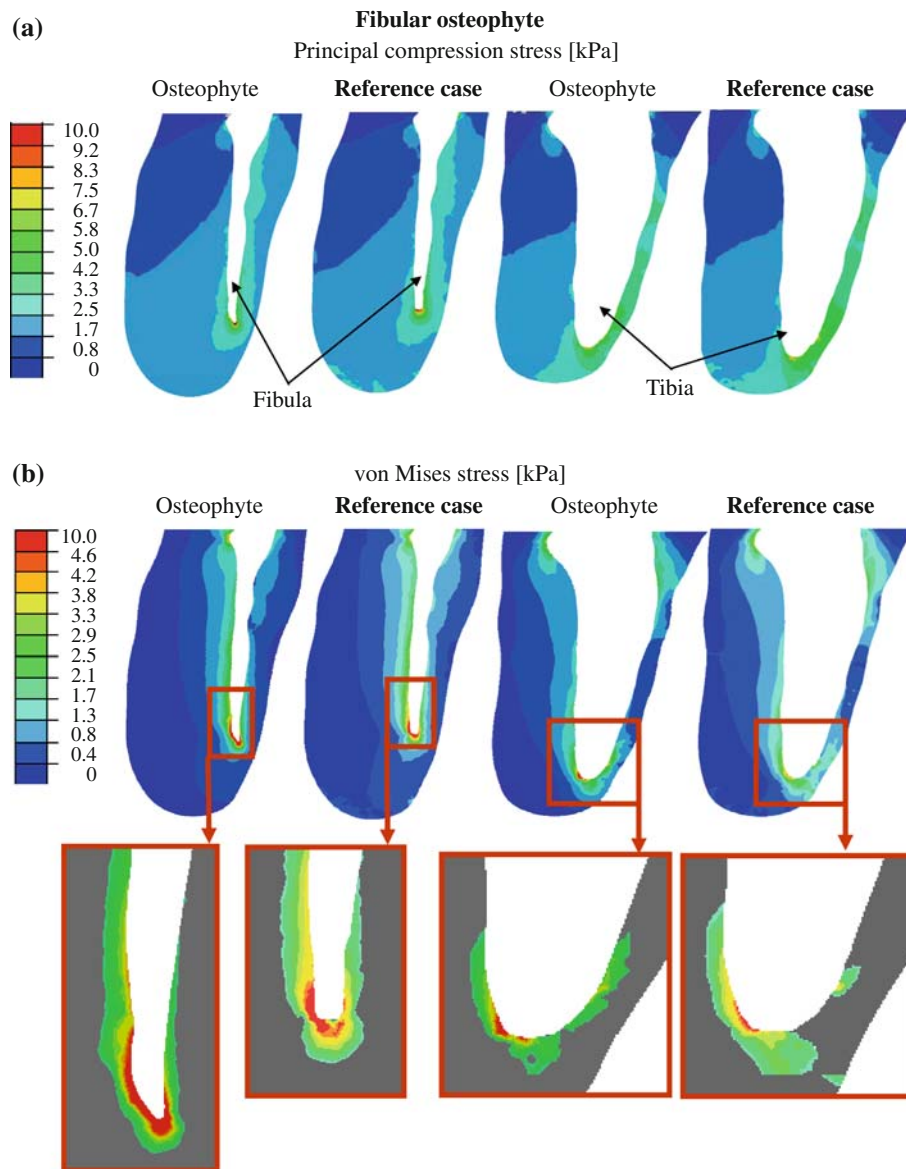 (a)
Fibular osteophyte
Principal compression stress [kPa]
Osteophyte Reference case Osteophyte Reference case
10.0
9.2
8.3
7.5
6.7
5.8
5.0
4.2
3.3
2.5
1.7
0.8
0
Fibula
Tibia
(b)
von Mises stress [kPa]
Osteophyte Reference case Osteophyte Reference case
10.0
4.6
4.2
3.8
3.3
2.9
2.5
2.1
1.7
1.3
0.8
0.4
0